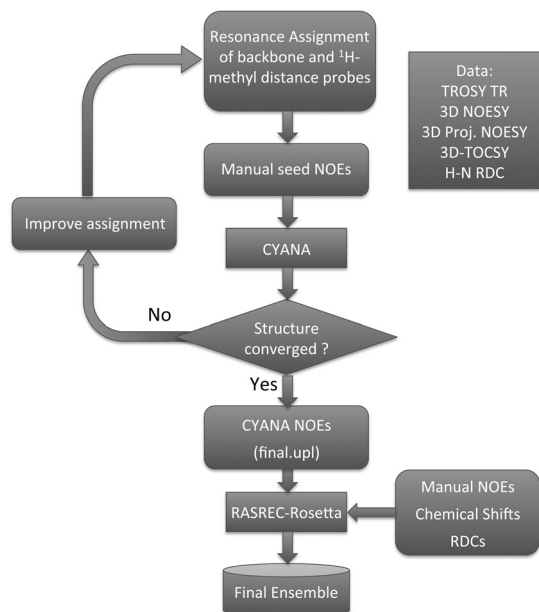 Resonance Assignment
of backbone and ¹H-
methyl distance probes
Data:
TROSY TR
3D NOESY
3D Proj. NOESY
3D-TOCSY
H-N RDC
Manual seed NOEs
Improve assignment
CYANA
No
Structure
converged ?
Yes
CYANA NOEs
(final.upl)
RASREC-Rosetta
Manual NOEs
Chemical Shifts
RDCs
Final Ensemble